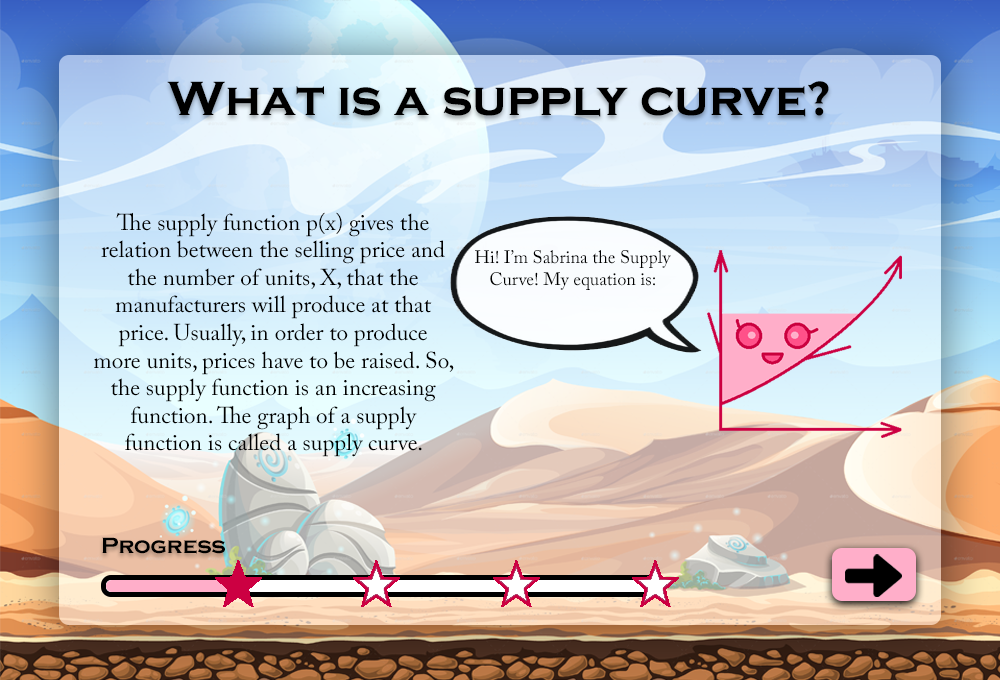 WHAT IS A SUPPLY CURVE?
The supply function p(x) gives the
relation between the selling price and
the number of units, X, that the
manufacturers will produce at that
price. Usually, in order to produce
more units, prices have to be raised. So,
the supply function is an increasing
function. The graph of a supply
function is called a supply curve.
Hi! I'm Sabrina the Supply
Curve! My equation is:
PROGRESS